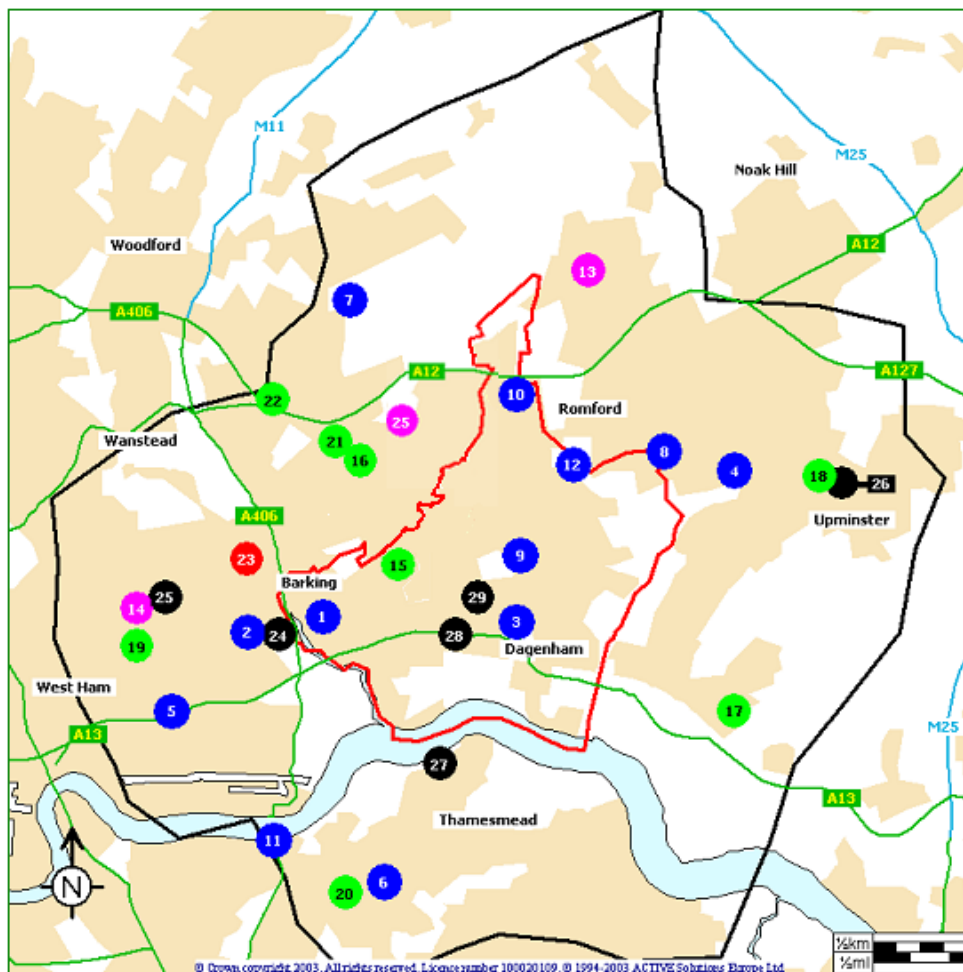 M11
M25
Noak Hill
Woodford
A12
13
7
A406
A12
A127
10
22
25
Romford
21
Wanstead
16
8
12
4
18
26
A406
Upminster
9
23
15
Barking
29
25
14
1
3
2
24
28
19
Dagenham
West Ham
5
17
A13
M25
27
A13
Thamesmead
11
N
6
20
½km
½ml
© Crown copyright 2003. All rights reserved. Licence number 100020109. © 1994-2003 ACTIVE Solutions Europe Ltd